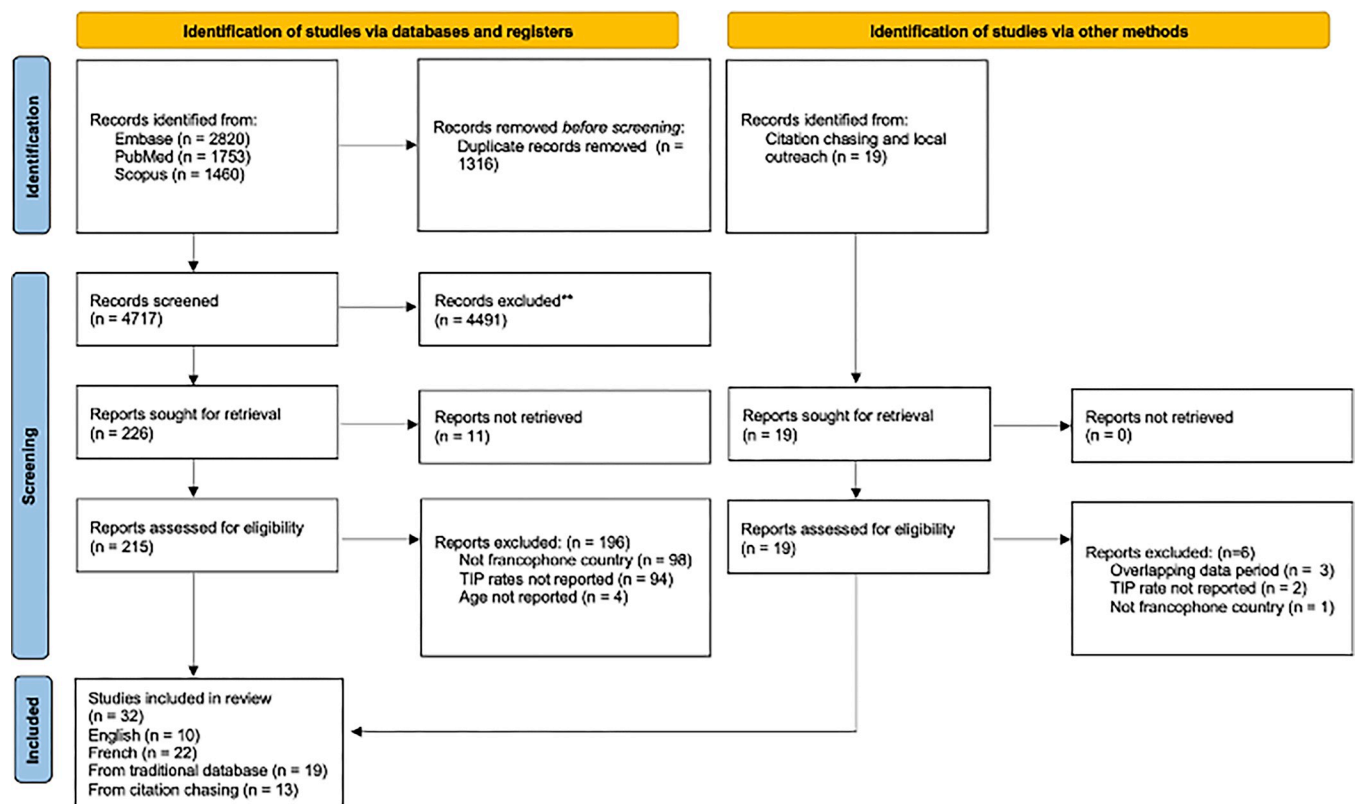 Identification of studies via databases and registers
Identification of studies via other methods
Identification
Records identified from:
Embase (n = 2820)
PubMed (n = 1753)
Scopus (n = 1460)
Records removed before screening:
Duplicate records removed (n =
1316)
Records identified from:
Citation chasing and local
outreach (n = 19)
Screening
Records screened
(n = 4717)
Records excluded**
(n = 4491)
Reports sought for retrieval
(n = 226)
Reports not retrieved
(n = 11)
Reports sought for retrieval
(n = 19)
Reports not retrieved
(n = 0)
Reports assessed for eligibility
(n = 215)
Reports excluded: (n = 196)
Not francophone country (n = 98)
TIP rates not reported (n = 94)
Age not reported (n = 4)
Reports assessed for eligibility
(n = 19)
Reports excluded: (n=6)
Overlapping data period (n = 3)
TIP rate not reported (n = 2)
Not francophone country (n = 1)
Included
Studies included in review
(n = 32)
English (n = 10)
French (n = 22)
From traditional database (n = 19)
From citation chasing (n = 13)